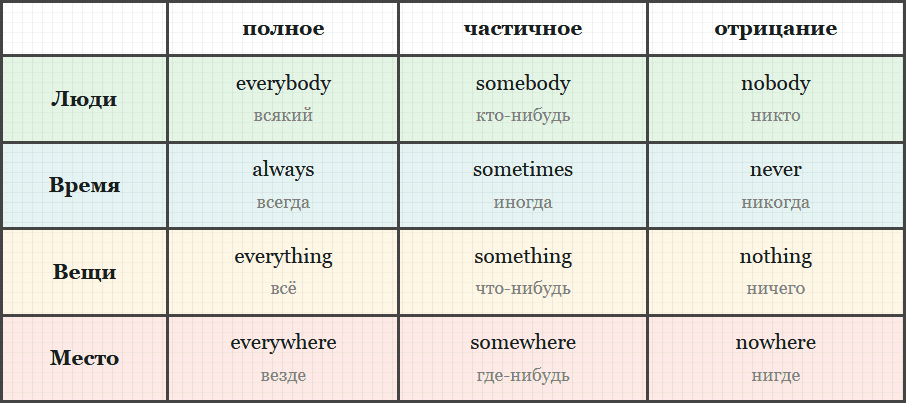 полное частичное отрицание
Люди everybody somebody nobody
всякий кто-нибудь никто
Время always sometimes never
всегда иногда никогда
Вещи everything something nothing
всё что-нибудь ничего
Место everywhere somewhere nowhere
везде где-нибудь нигде